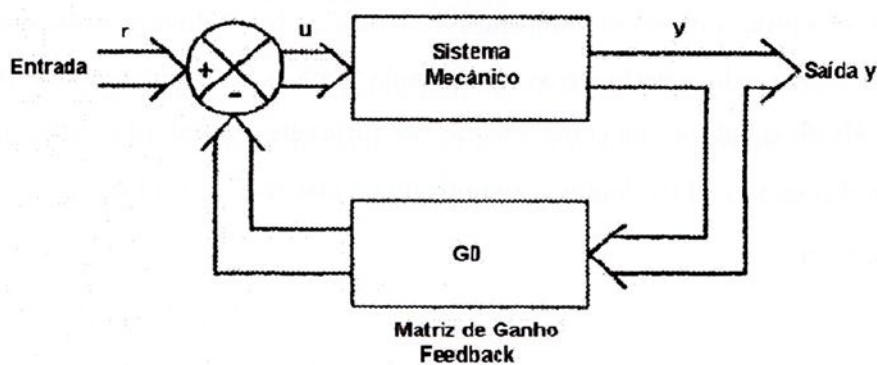 r
u
Sistema
Mecânico
y
Entrada
+
-
Saída y
G0
Matriz de Ganho
Feedback